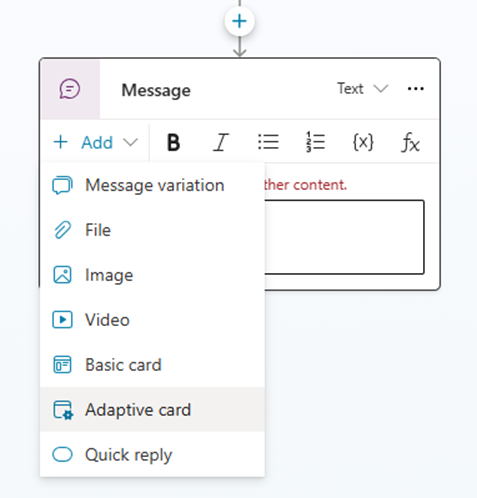 Message
Text
Add
B I {x} fx
Message variation
ther content.
File
Image
Video
Basic card
Adaptive card
Quick reply